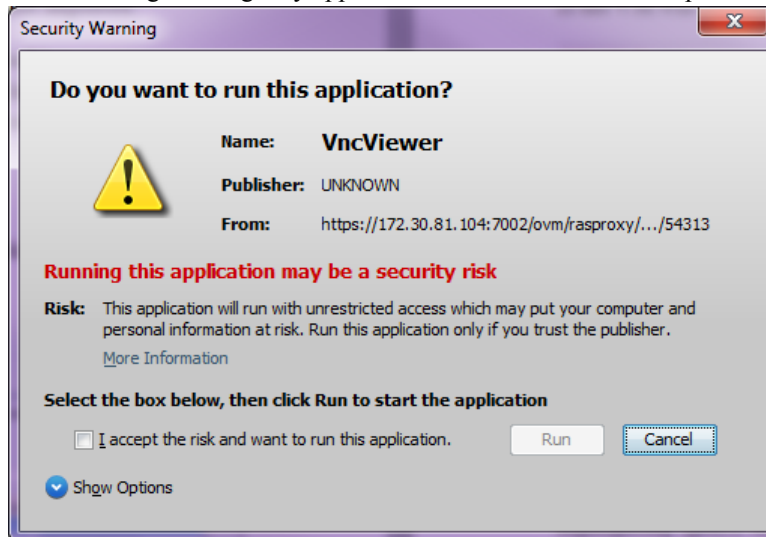 Security Warning
Do you want to run this application?
Name: VncViewer
Publisher: UNKNOWN
From: https://172.30.81.104:7002/ovm/rasproxy/.../54313
Running this application may be a security risk
Risk: This application will run with unrestricted access which may put your computer and
personal information at risk. Run this application only if you trust the publisher.
More Information
Select the box below, then click Run to start the application
I accept the risk and want to run this application. Run Cancel
Show Options